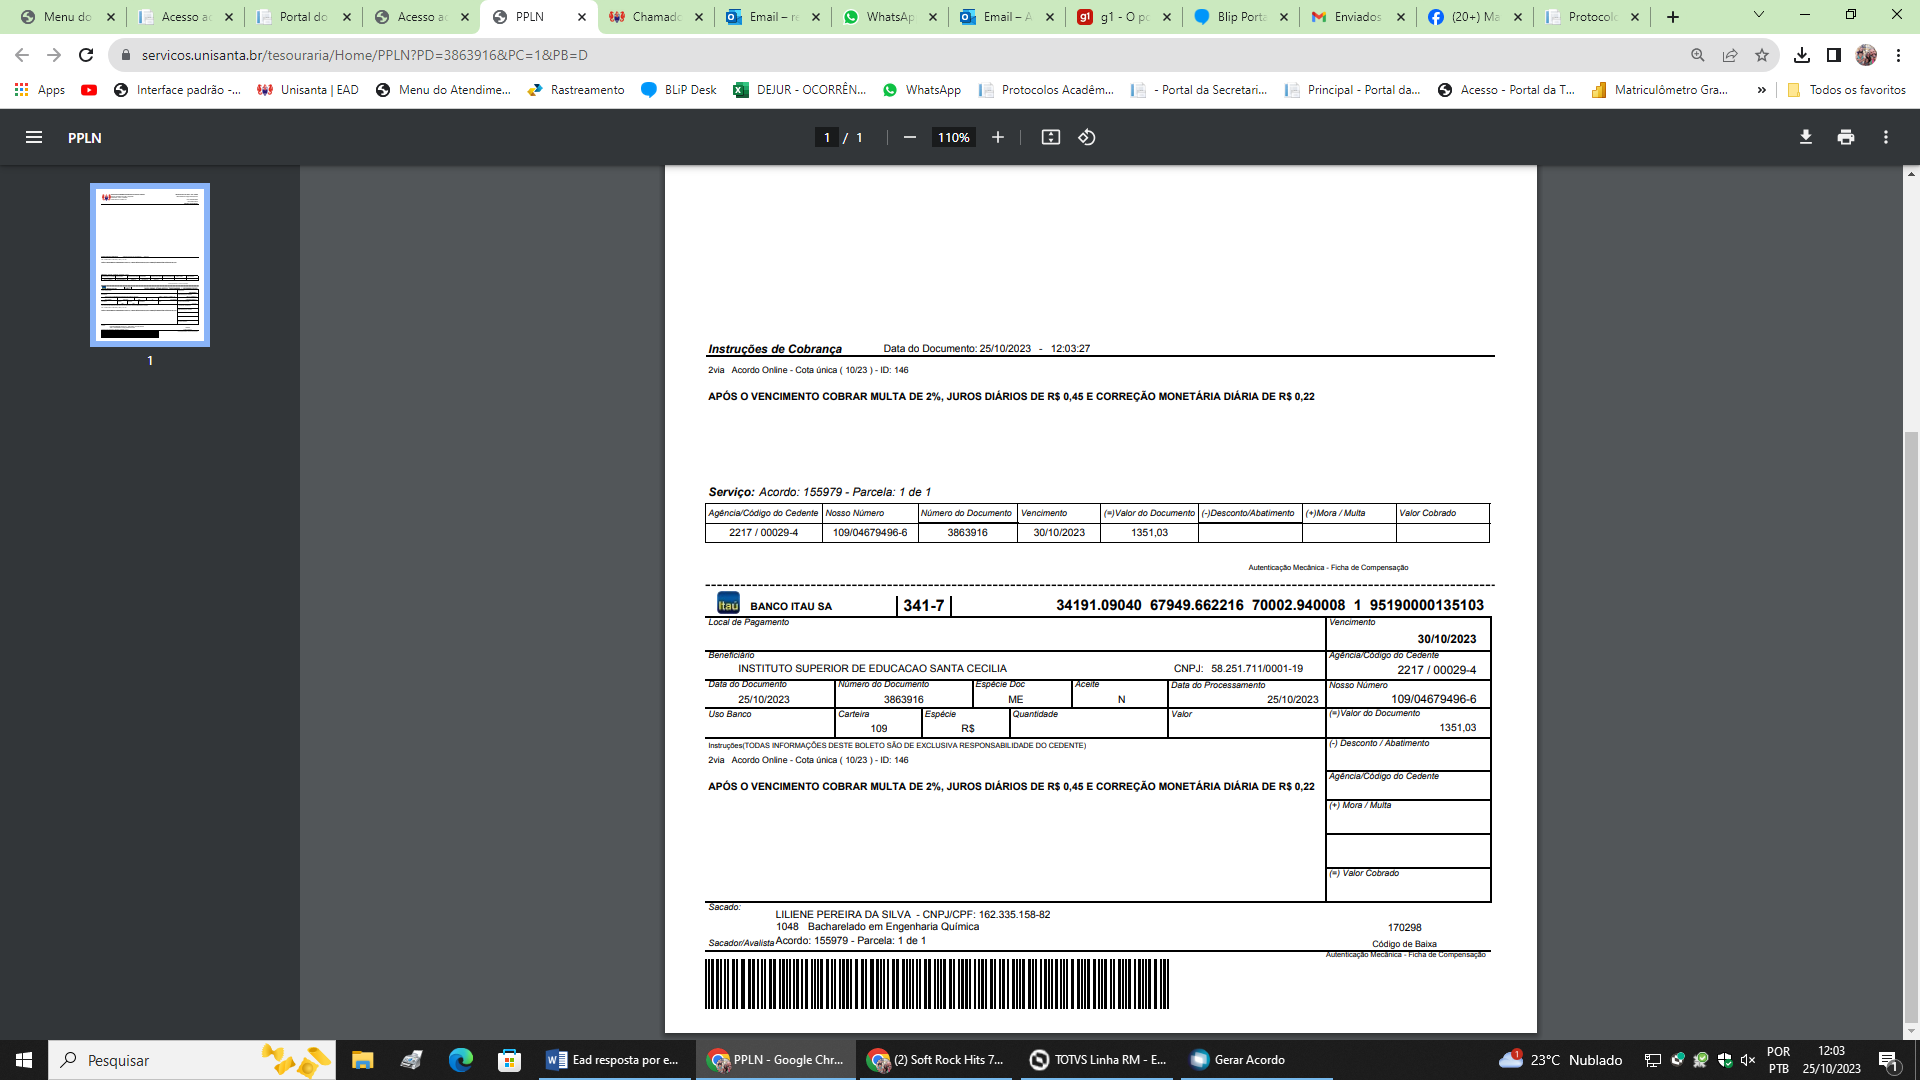 Menu do
Acesso ac
Portal do
Acesso ac
PPLN
Chamado
Email – re
WhatsAp
Email – A
g1 - O po
Blip Porta
Enviados
(20+) Ma
Protocolo
servicos.unisanta.br/tesouraria/Home/PPLN?PD=3863916&PC=1&PB=D
Apps
Interface padrão -...
Unisanta | EAD
Menu do Atendime...
Rastreamento
BLiP Desk
DEJUR - OCORRÊN...
WhatsApp
Protocolos Acadêm...
- Portal da Secretari...
Principal - Portal da...
Acesso - Portal da T...
Matriculômetro Gra...
»
Todos os favoritos
PPLN
1 / 1
110%
1
Instruções de Cobrança Data do Documento: 25/10/2023 - 12:03:27
2via Acordo Online - Cota única ( 10/23 ) - ID: 146
APÓS O VENCIMENTO COBRAR MULTA DE 2%, JUROS DIÁRIOS DE R$ 0,45 E CORREÇÃO MONETÁRIA DIÁRIA DE R$ 0,22
Serviço: Acordo: 155979 - Parcela: 1 de 1
Agência/Código do Cedente Nosso Número Número do Documento Vencimento (=)Valor do Documento (-)Desconto/Abatimento (+)Mora / Multa Valor Cobrado
2217 / 00029-4 109/04679496-6 3863916 30/10/2023 1351,03
Autenticação Mecânica - Ficha de Compensação
Itaú BANCO ITAU SA 341-7 34191.09040 67949.662216 70002.940008 1 95190000135103
Local de Pagamento Vencimento
30/10/2023
Beneficiário Agência/Código do Cedente
INSTITUTO SUPERIOR DE EDUCACAO SANTA CECILIA CNPJ: 58.251.711/0001-19 2217 / 00029-4
Data do Documento Número do Documento Espécie Doc Aceite Data do Processamento Nosso Número
25/10/2023 3863916 ME N 25/10/2023 109/04679496-6
Uso Banco Carteira Espécie Quantidade Valor (=)Valor do Documento
109 R$ 1351,03
Instruções(TODAS INFORMAÇÕES DESTE BOLETO SÃO DE EXCLUSIVA RESPONSABILIDADE DO CEDENTE) (-) Desconto / Abatimento
2via Acordo Online - Cota única ( 10/23 ) - ID: 146
Agência/Código do Cedente
APÓS O VENCIMENTO COBRAR MULTA DE 2%, JUROS DIÁRIOS DE R$ 0,45 E CORREÇÃO MONETÁRIA DIÁRIA DE R$ 0,22
(+) Mora / Multa
(=) Valor Cobrado
Sacado:
LILIENE PEREIRA DA SILVA - CNPJ/CPF: 162.335.158-82
1048 Bacharelado em Engenharia Química 170298
Sacador/Avalista Acordo: 155979 - Parcela: 1 de 1 Código de Baixa
Autenticação Mecânica - Ficha de Compensação
Pesquisar
Ead resposta por e...
PPLN - Google Chr...
(2) Soft Rock Hits 7...
TOTVS Linha RM - E...
Gerar Acordo
1
23°C Nublado
POR
PTB
12:03
25/10/2023
1